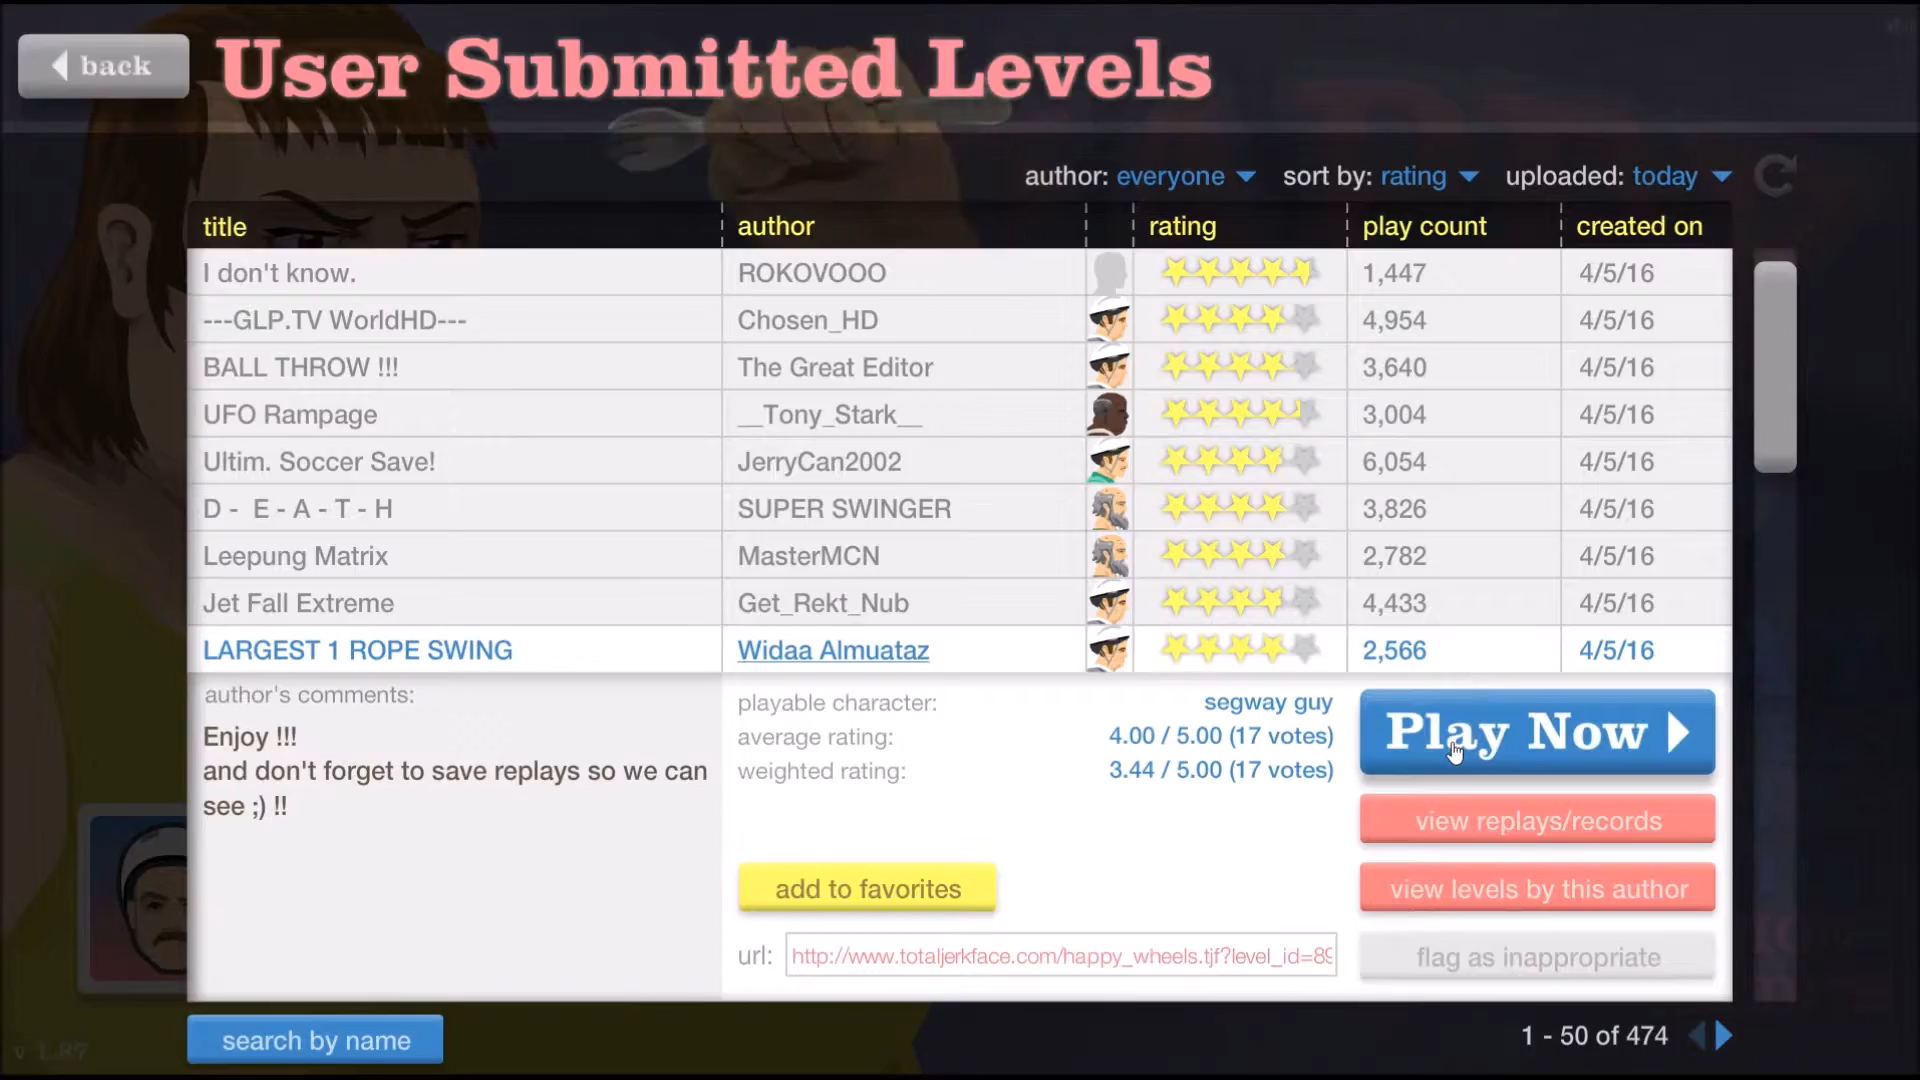 back
User Submitted Levels
author: everyone sort by: rating uploaded: today
title author rating play count created on
I don't know. ROKOVOOO 1,447 4/5/16
---GLP.TV WorldHD--- Chosen_HD 4,954 4/5/16
BALL THROW !!! The Great Editor 3,640 4/5/16
UFO Rampage __Tony_Stark__ 3,004 4/5/16
Ultim. Soccer Save! JerryCan2002 6,054 4/5/16
D - E - A - T - H SUPER SWINGER 3,826 4/5/16
Leepung Matrix MasterMCN 2,782 4/5/16
Jet Fall Extreme Get_Rekt_Nub 4,433 4/5/16
LARGEST 1 ROPE SWING Widaa Almuataz 2,566 4/5/16
author's comments:
Enjoy !!!
and don't forget to save replays so we can
see ;) !!
playable character: segway guy
average rating: 4.00 / 5.00 (17 votes)
weighted rating: 3.44 / 5.00 (17 votes)
add to favorites
url: http://www.totaljerkface.com/happy_wheels.tjf?level_id=89
Play Now
view replays/records
view levels by this author
flag as inappropriate
search by name
1 - 50 of 474
v 1.87